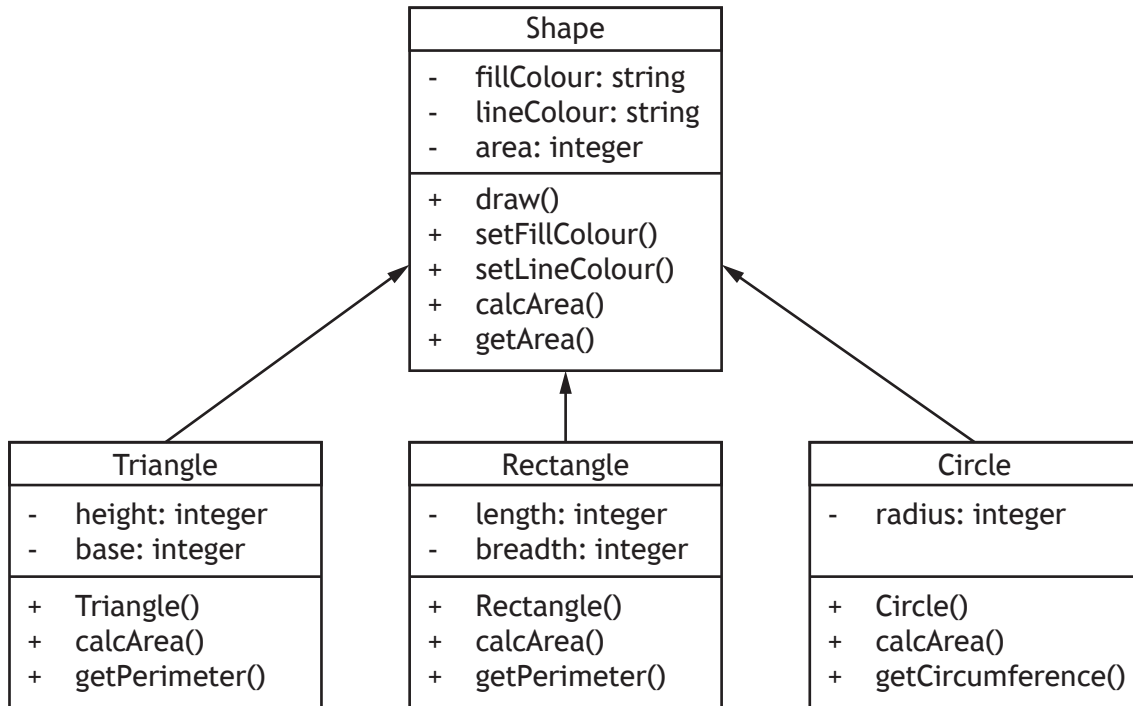 Shape
- fillColour: string
- lineColour: string
- area: integer
+ draw()
+ setFillColour()
+ setLineColour()
+ calcArea()
+ getArea()
Triangle
- height: integer
- base: integer
+ Triangle()
+ calcArea()
+ getPerimeter()
Rectangle
- length: integer
- breadth: integer
+ Rectangle()
+ calcArea()
+ getPerimeter()
Circle
- radius: integer
+ Circle()
+ calcArea()
+ getCircumference()